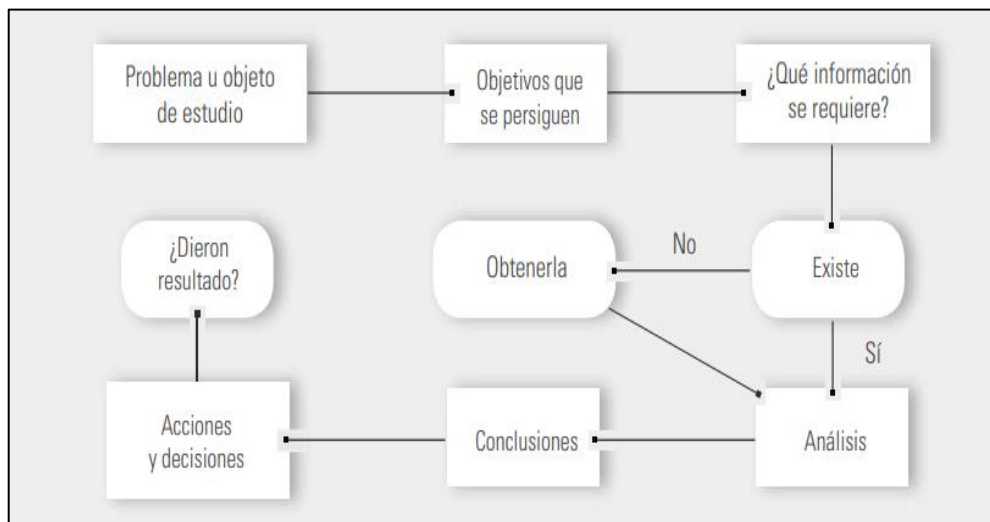 Problema u objeto
de estudio
Objetivos que
se persiguen
¿Qué información
se requiere?
¿Dieron
resultado?
Obtenerla
No
Existe
Sí
Acciones
y decisiones
Conclusiones
Análisis